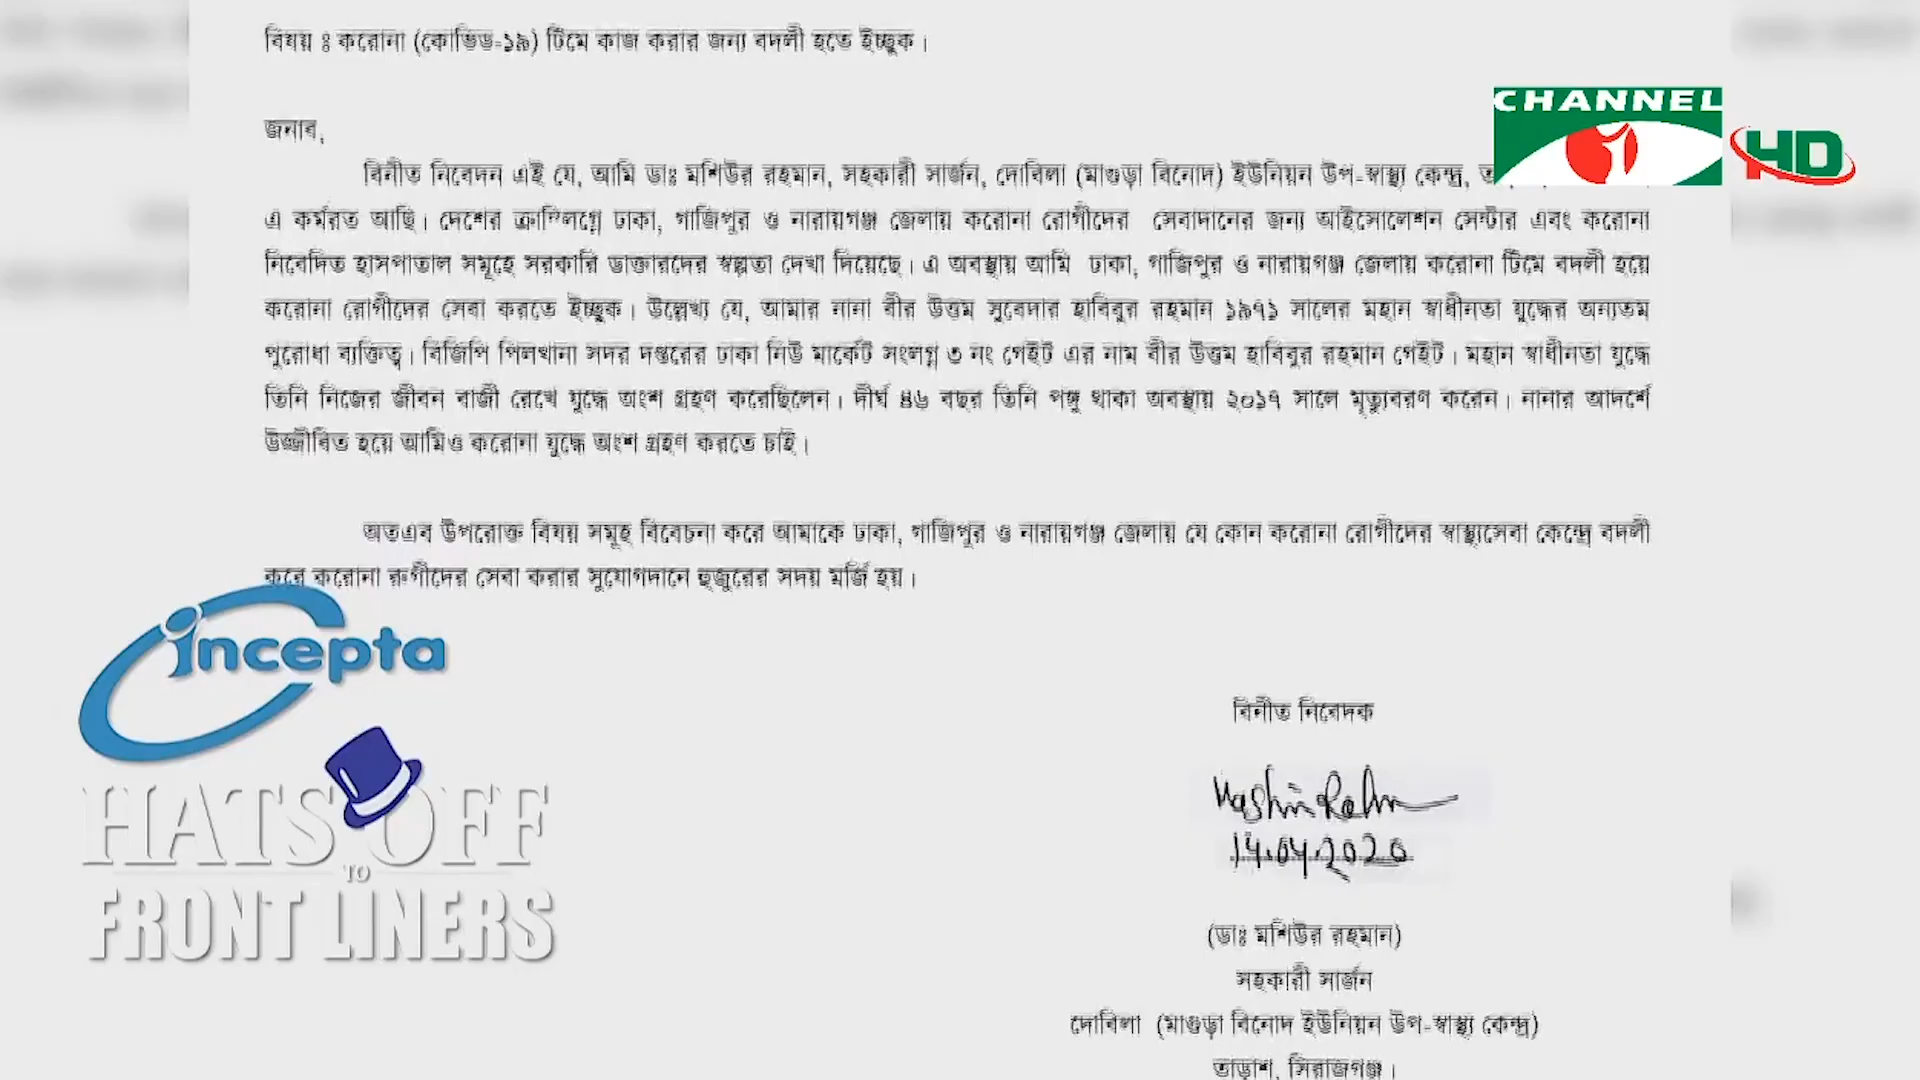 বিষয় ঃ করোনা (কোভিড-১৯) টিমে কাজ করার জন্য বদলী হতে ইচ্ছুক।
CHANNEL
i HD
জনাব,
বিনীত নিবেদন এই যে, আমি ডাঃ মশিউর রহমান, সহকারী সার্জন, দোবিলা (মাগুড়া বিনোদ) ইউনিয়ন উপ-স্বাস্থ্য কেন্দ্র,
এ কর্মরত আছি। দেশের ক্রান্তিলগ্নে ঢাকা, গাজিপুর ও নারায়গঞ্জ জেলায় করোনা রোগীদের সেবাদানের জন্য আইসোলেশন সেন্টার এবং করোনা
নিবেদিত হাসপাতাল সমূহে সরকারি ডাক্তারদের স্বল্পতা দেখা দিয়েছে। এ অবস্থায় আমি ঢাকা, গাজিপুর ও নারায়গঞ্জ জেলায় করোনা টিমে বদলী হয়ে
করোনা রোগীদের সেবা করতে ইচ্ছুক। উল্লেখ্য যে, আমার নানা বীর উত্তম সুবেদার হাবিবুর রহমান ১৯৭১ সালের মহান স্বাধীনতা যুদ্ধের অন্যতম
পুরোধা ব্যক্তিত্ব। বিজিপি পিলখানা সদর দপ্তরের ঢাকা নিউ মার্কেট সংলগ্ন ৩ নং গেইট এর নাম বীর উত্তম হাবিবুর রহমান গেইট। মহান স্বাধীনতা যুদ্ধে
তিনি নিজের জীবন বাজী রেখে যুদ্ধে অংশ গ্রহণ করেছিলেন। দীর্ঘ ৪৬ বছর তিনি পঙ্গু থাকা অবস্থায় ২০১৭ সালে মৃত্যুবরণ করেন। নানার আদর্শে
উজ্জীবিত হয়ে আমিও করোনা যুদ্ধে অংশ গ্রহণ করতে চাই।
অতএব উপরোক্ত বিষয় সমূহ বিবেচনা করে আমাকে ঢাকা, গাজিপুর ও নারায়গঞ্জ জেলায় যে কোন করোনা রোগীদের স্বাস্থ্যসেবা কেন্দ্রে বদলী
করে করোনা রুগীদের সেবা করার সুযোগদানে হুজুরের সদয় মর্জি হয়।
incepta
HATS OFF
TO
FRONT LINERS
বিনীত নিবেদক
14.04.2020
(ডাঃ মশিউর রহমান)
সহকারী সার্জন
দোবিলা (মাগুড়া বিনোদ ইউনিয়ন উপ-স্বাস্থ্য কেন্দ্র)
তাড়াশ, সিরাজগঞ্জ।